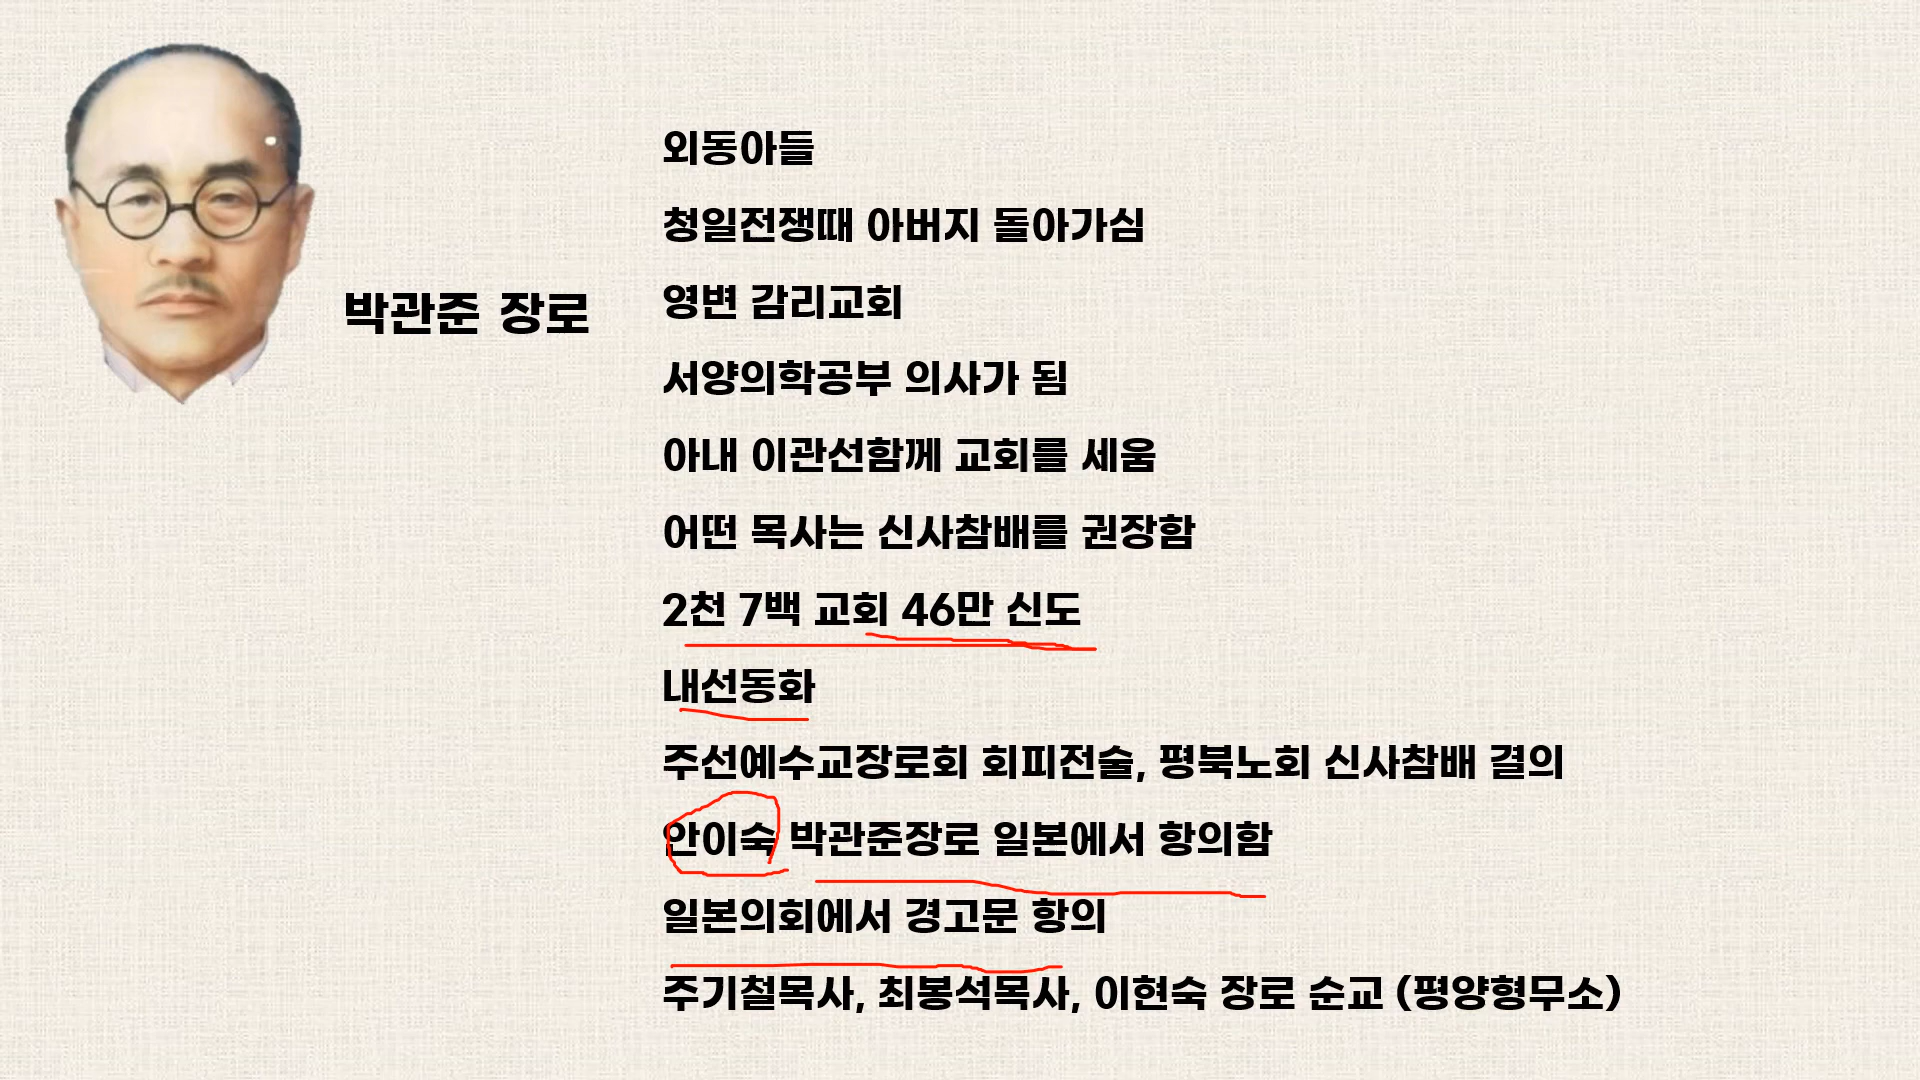 박관준 장로
외동아들
청일전쟁때 아버지 돌아가심
영변 감리교회
서양의학공부 의사가 됨
아내 이관선함께 교회를 세움
어떤 목사는 신사참배를 권장함
2천 7백 교회 46만 신도
내선동화
주선예수교장로회 회피전술, 평북노회 신사참배 결의
안이숙 박관준장로 일본에서 항의함
일본의회에서 경고문 항의
주기철목사, 최봉석목사, 이현숙 장로 순교 (평양형무소)